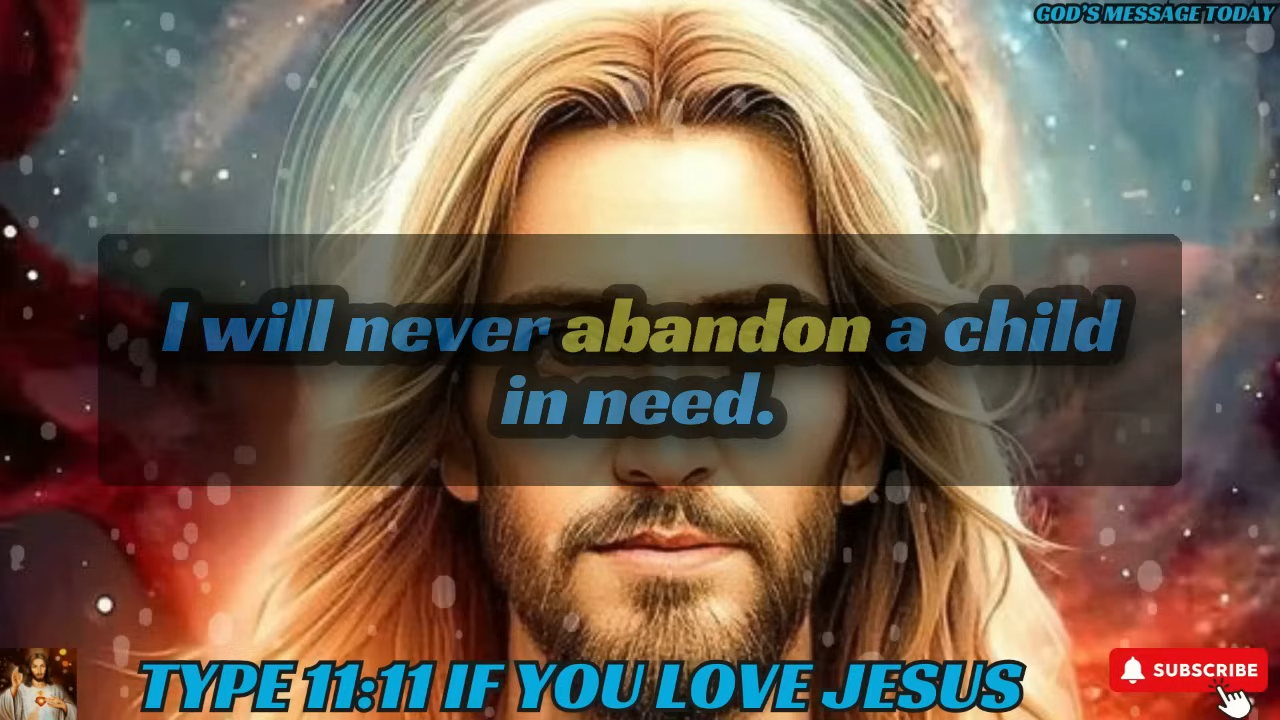 GOD'S MESSAGE TODAY
I will never abandon a child
in need.
TYPE 11:11 IF YOU LOVE JESUS
SUBSCRIBE